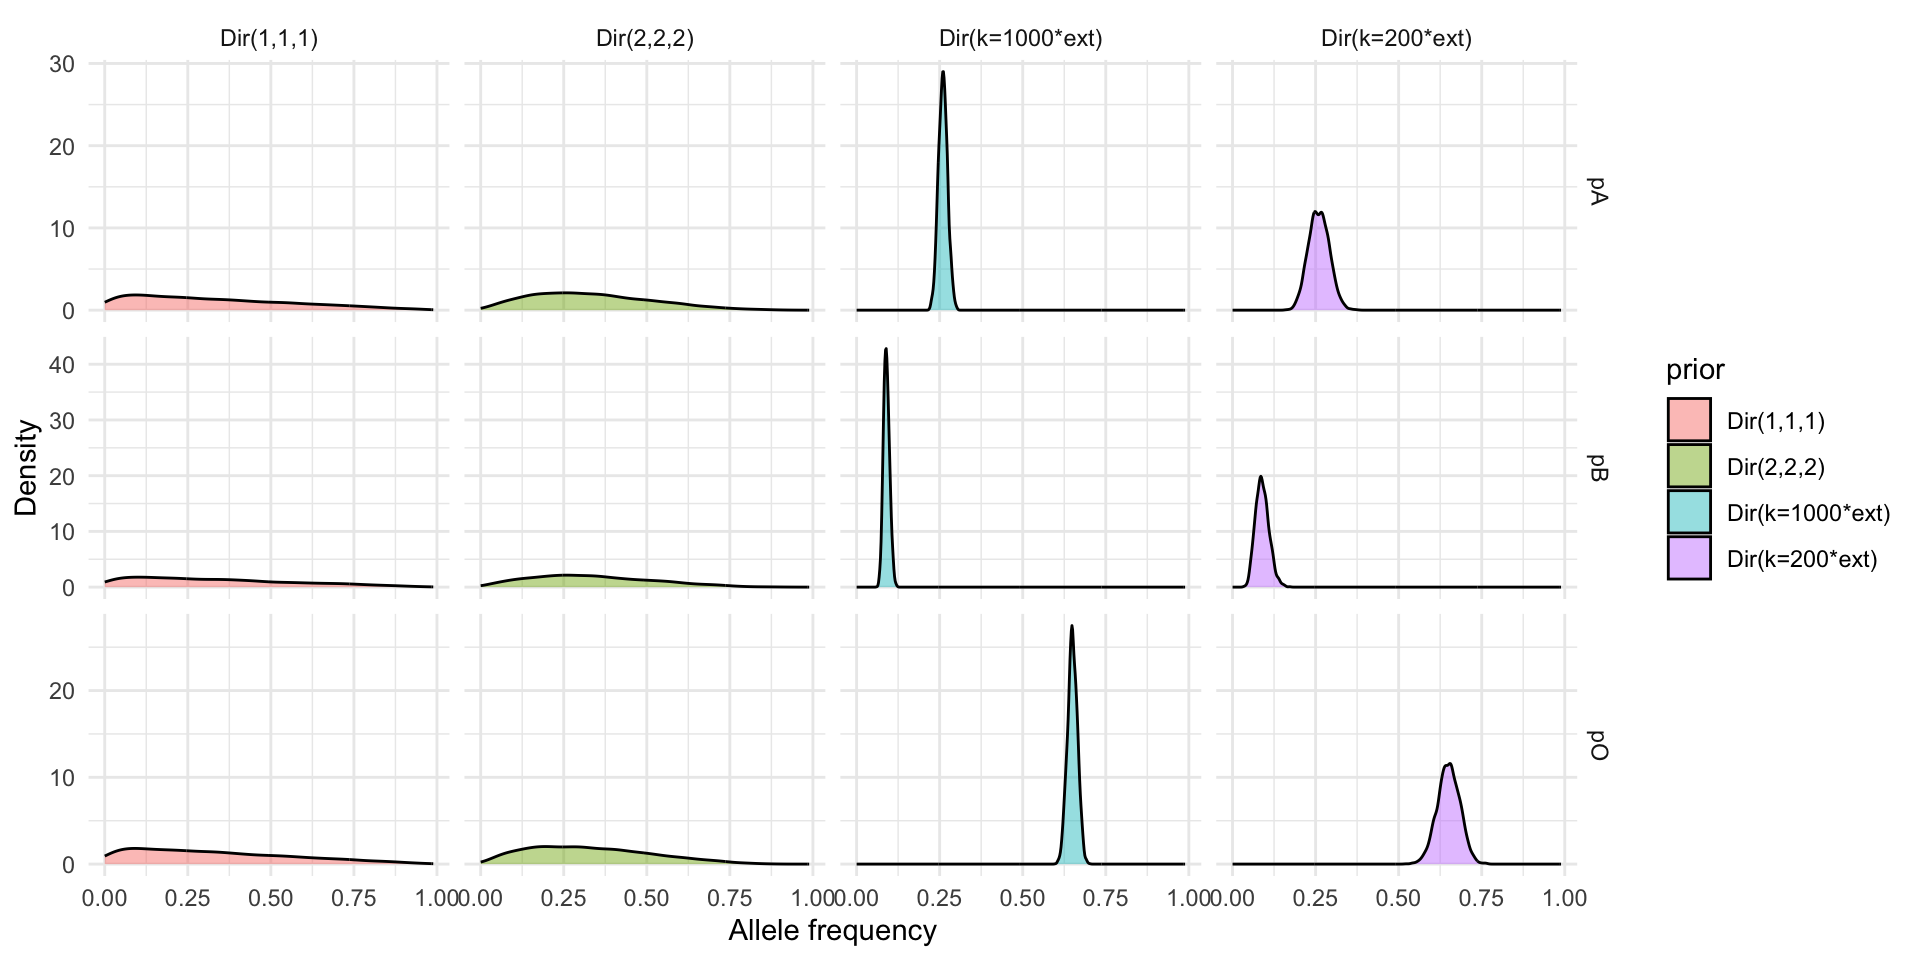 Dir(1,1,1) Dir(2,2,2) Dir(k=1000*ext) Dir(k=200*ext)
30
20
10
0
pA
40
30
20
10
0
pB
20
10
0
pO
0.00 0.25 0.50 0.75 1.00 0.00 0.25 0.50 0.75 1.00 0.00 0.25 0.50 0.75 1.00 0.00 0.25 0.50 0.75 1.00
Allele frequency
Density
prior
Dir(1,1,1)
Dir(2,2,2)
Dir(k=1000*ext)
Dir(k=200*ext)